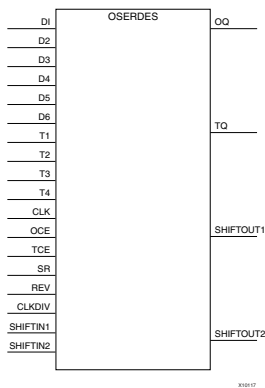 OSERDES
DI
D2
D3
D4
D5
D6
T1
T2
T3
T4
CLK
OCE
TCE
SR
REV
CLKDIV
SHIFTIN1
SHIFTIN2
OQ
TQ
SHIFTOUT1
SHIFTOUT2
X10117